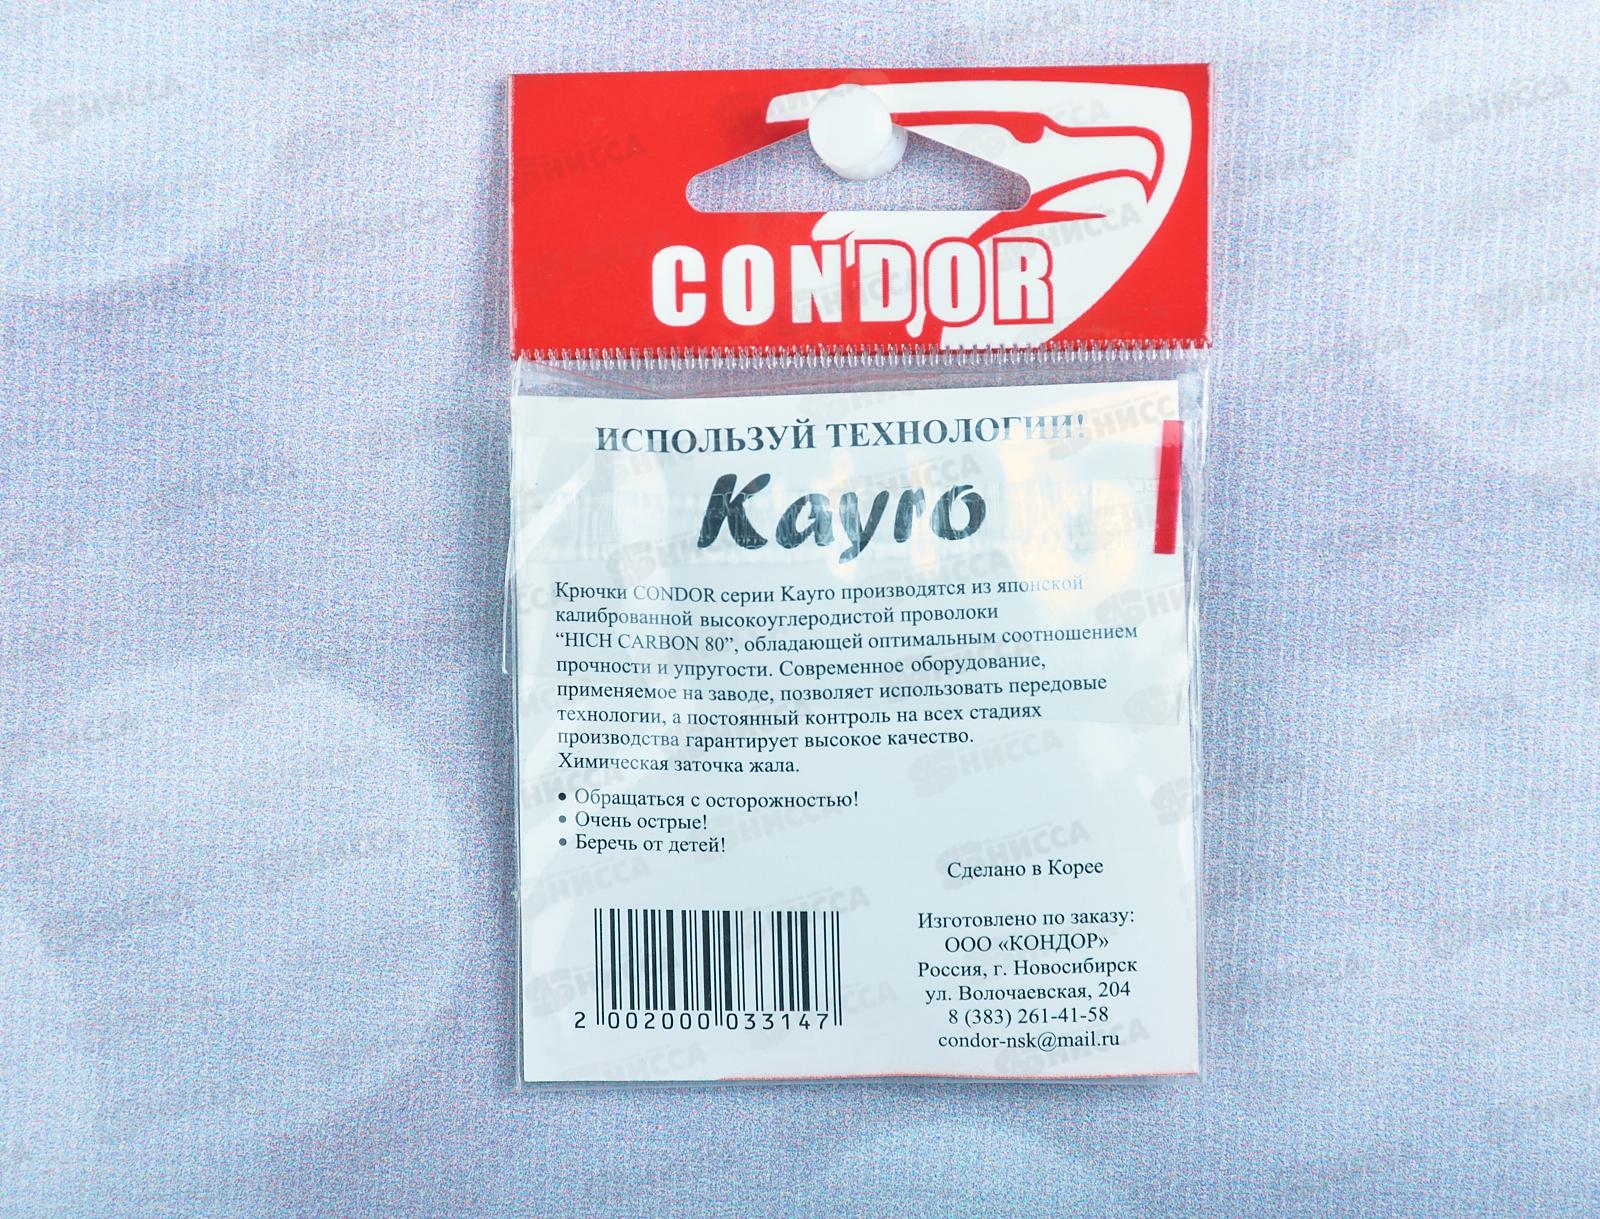 CONDOR
ИСПОЛЬЗУЙ ТЕХНОЛОГИИ!
Kayro
Крючки CONDOR серии Kayro производятся из японской
калиброванной высокоуглеродистой проволоки
“HICH CARBON 80”, обладающей оптимальным соотношением
прочности и упругости. Современное оборудование,
применяемое на заводе, позволяет использовать передовые
технологии, а постоянный контроль на всех стадиях
производства гарантирует высокое качество.
Химическая заточка жала.
• Обращаться с осторожностью!
• Очень острые!
• Беречь от детей!
Сделано в Корее
Изготовлено по заказу:
ООО «КОНДОР»
Россия, г. Новосибирск
ул. Волочаевская, 204
8 (383) 261-41-58
condor-nsk@mail.ru
2 002000 033147
НИССА